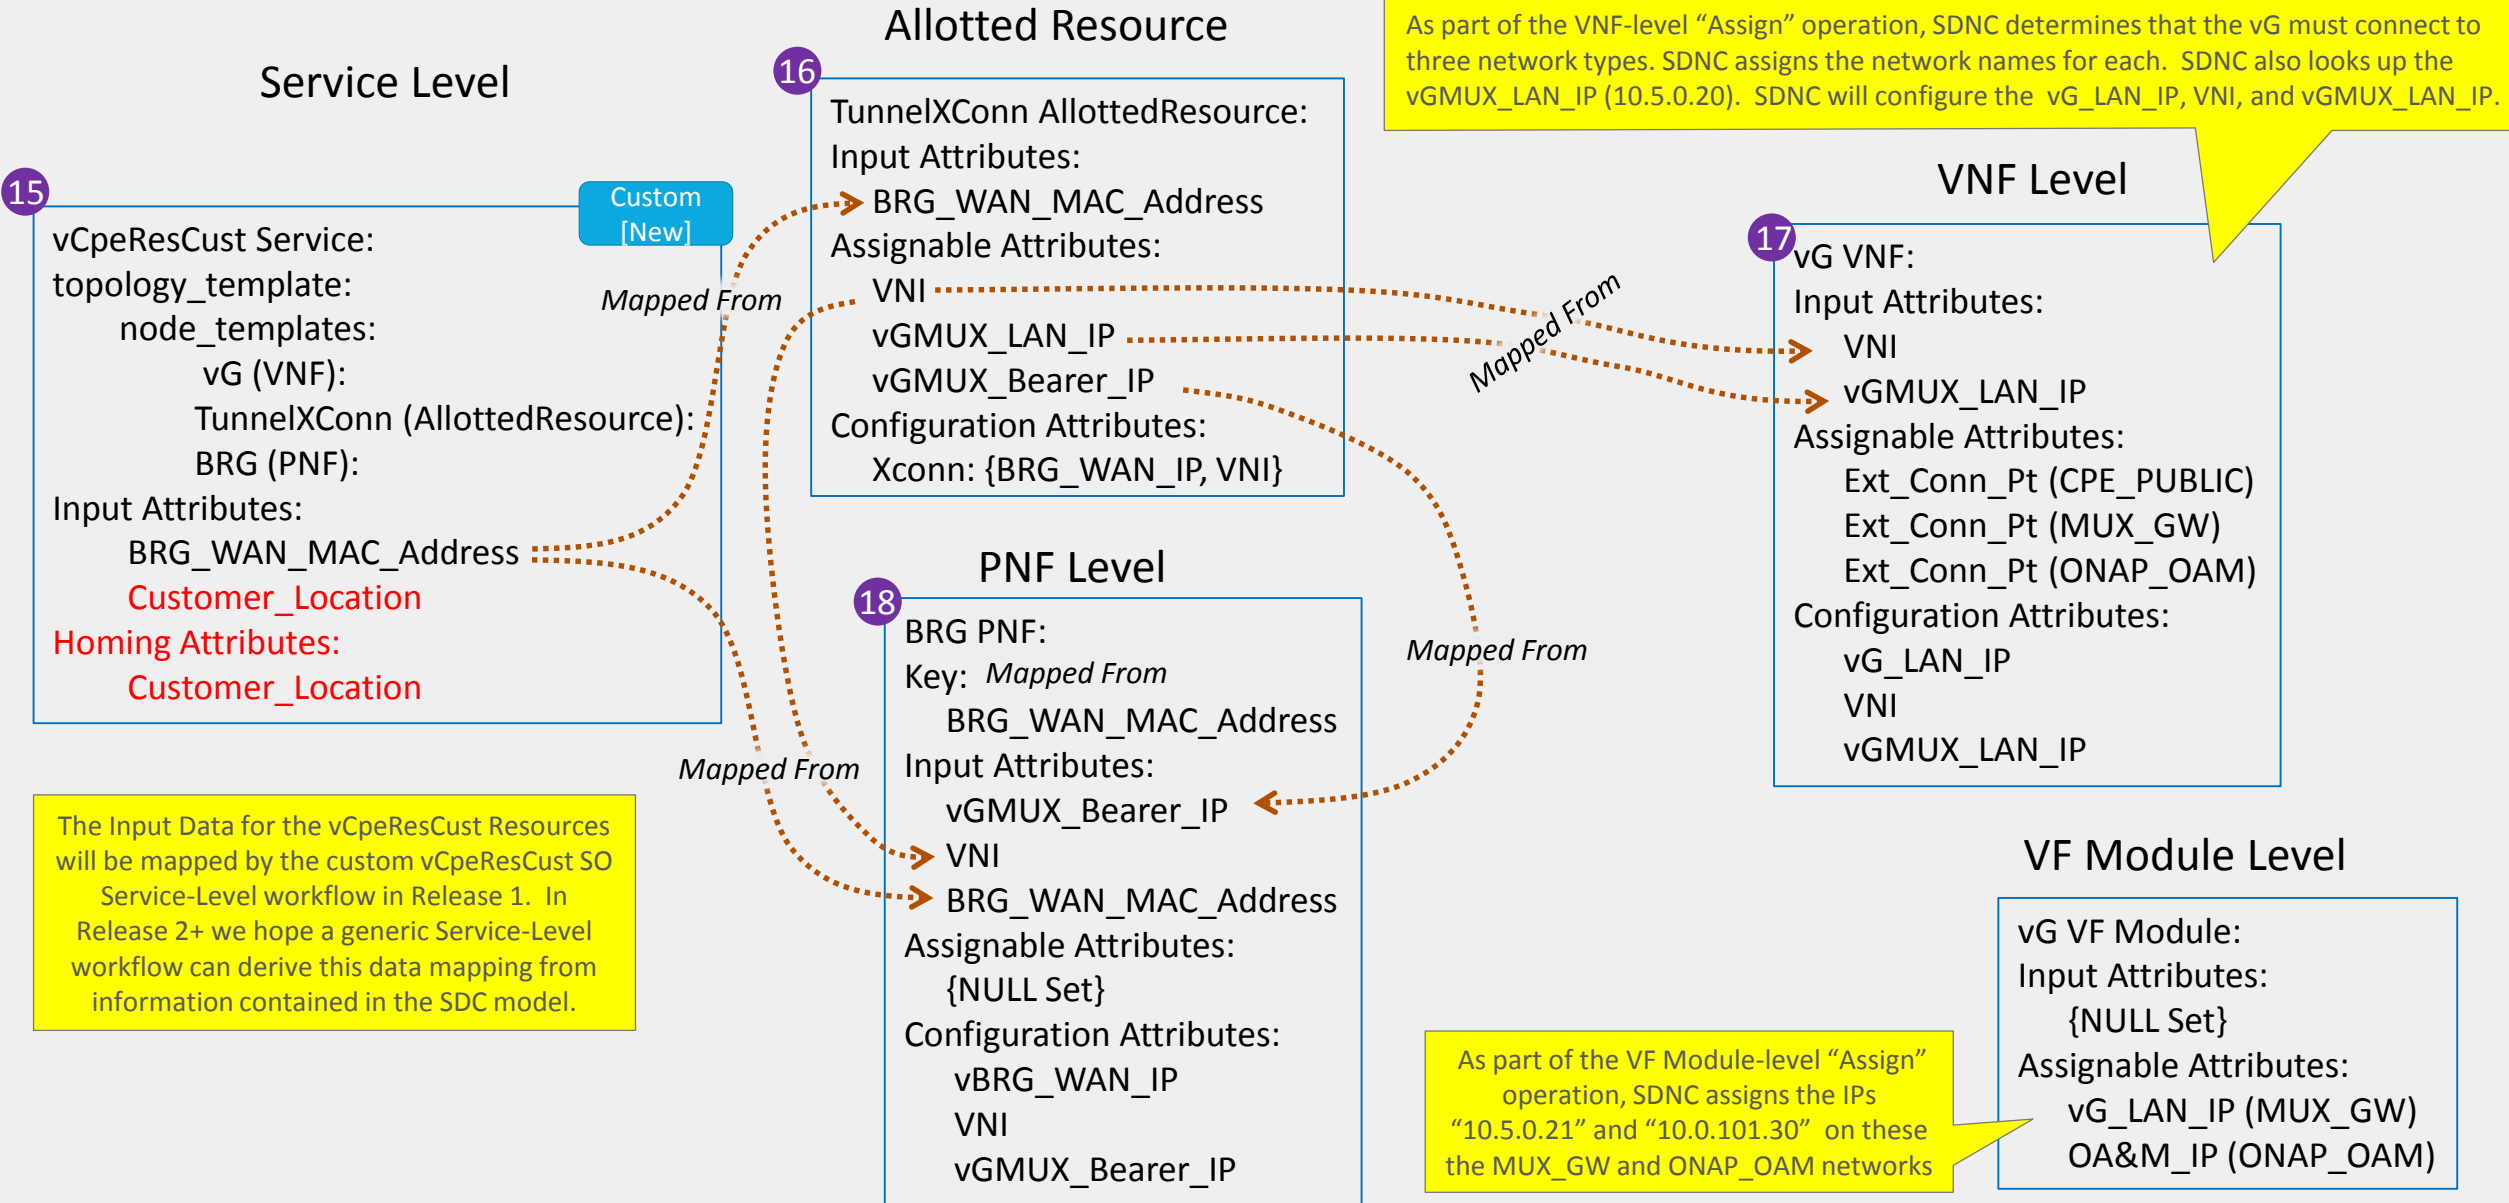 Service Level
15
Custom
[New]
vCpeResCust Service:
topology_template:
node_templates:
vG (VNF):
TunnelXConn (AllottedResource):
BRG (PNF):
Input Attributes:
BRG_WAN_MAC_Address
Customer_Location
Homing Attributes:
Customer_Location
Mapped From
Mapped From
The Input Data for the vCpeResCust Resources
will be mapped by the custom vCpeResCust SO
Service-Level workflow in Release 1. In
Release 2+ we hope a generic Service-Level
workflow can derive this data mapping from
information contained in the SDC model.
Allotted Resource
16
TunnelXConn AllottedResource:
Input Attributes:
BRG_WAN_MAC_Address
Assignable Attributes:
VNI
vGMUX_LAN_IP
vGMUX_Bearer_IP
Configuration Attributes:
Xconn: {BRG_WAN_IP, VNI}
PNF Level
18
BRG PNF:
Key: Mapped From
BRG_WAN_MAC_Address
Input Attributes:
vGMUX_Bearer_IP
VNI
BRG_WAN_MAC_Address
Assignable Attributes:
{NULL Set}
Configuration Attributes:
vBRG_WAN_IP
VNI
vGMUX_Bearer_IP
Mapped From
Mapped From
As part of the VNF-level “Assign” operation, SDNC determines that the vG must connect to
three network types. SDNC assigns the network names for each. SDNC also looks up the
vGMUX_LAN_IP (10.5.0.20). SDNC will configure the vG_LAN_IP, VNI, and vGMUX_LAN_IP.
VNF Level
17
vG VNF:
Input Attributes:
VNI
vGMUX_LAN_IP
Assignable Attributes:
Ext_Conn_Pt (CPE_PUBLIC)
Ext_Conn_Pt (MUX_GW)
Ext_Conn_Pt (ONAP_OAM)
Configuration Attributes:
vG_LAN_IP
VNI
vGMUX_LAN_IP
VF Module Level
vG VF Module:
Input Attributes:
{NULL Set}
Assignable Attributes:
vG_LAN_IP (MUX_GW)
OA&M_IP (ONAP_OAM)
As part of the VF Module-level “Assign”
operation, SDNC assigns the IPs
“10.5.0.21” and “10.0.101.30” on these
the MUX_GW and ONAP_OAM networks